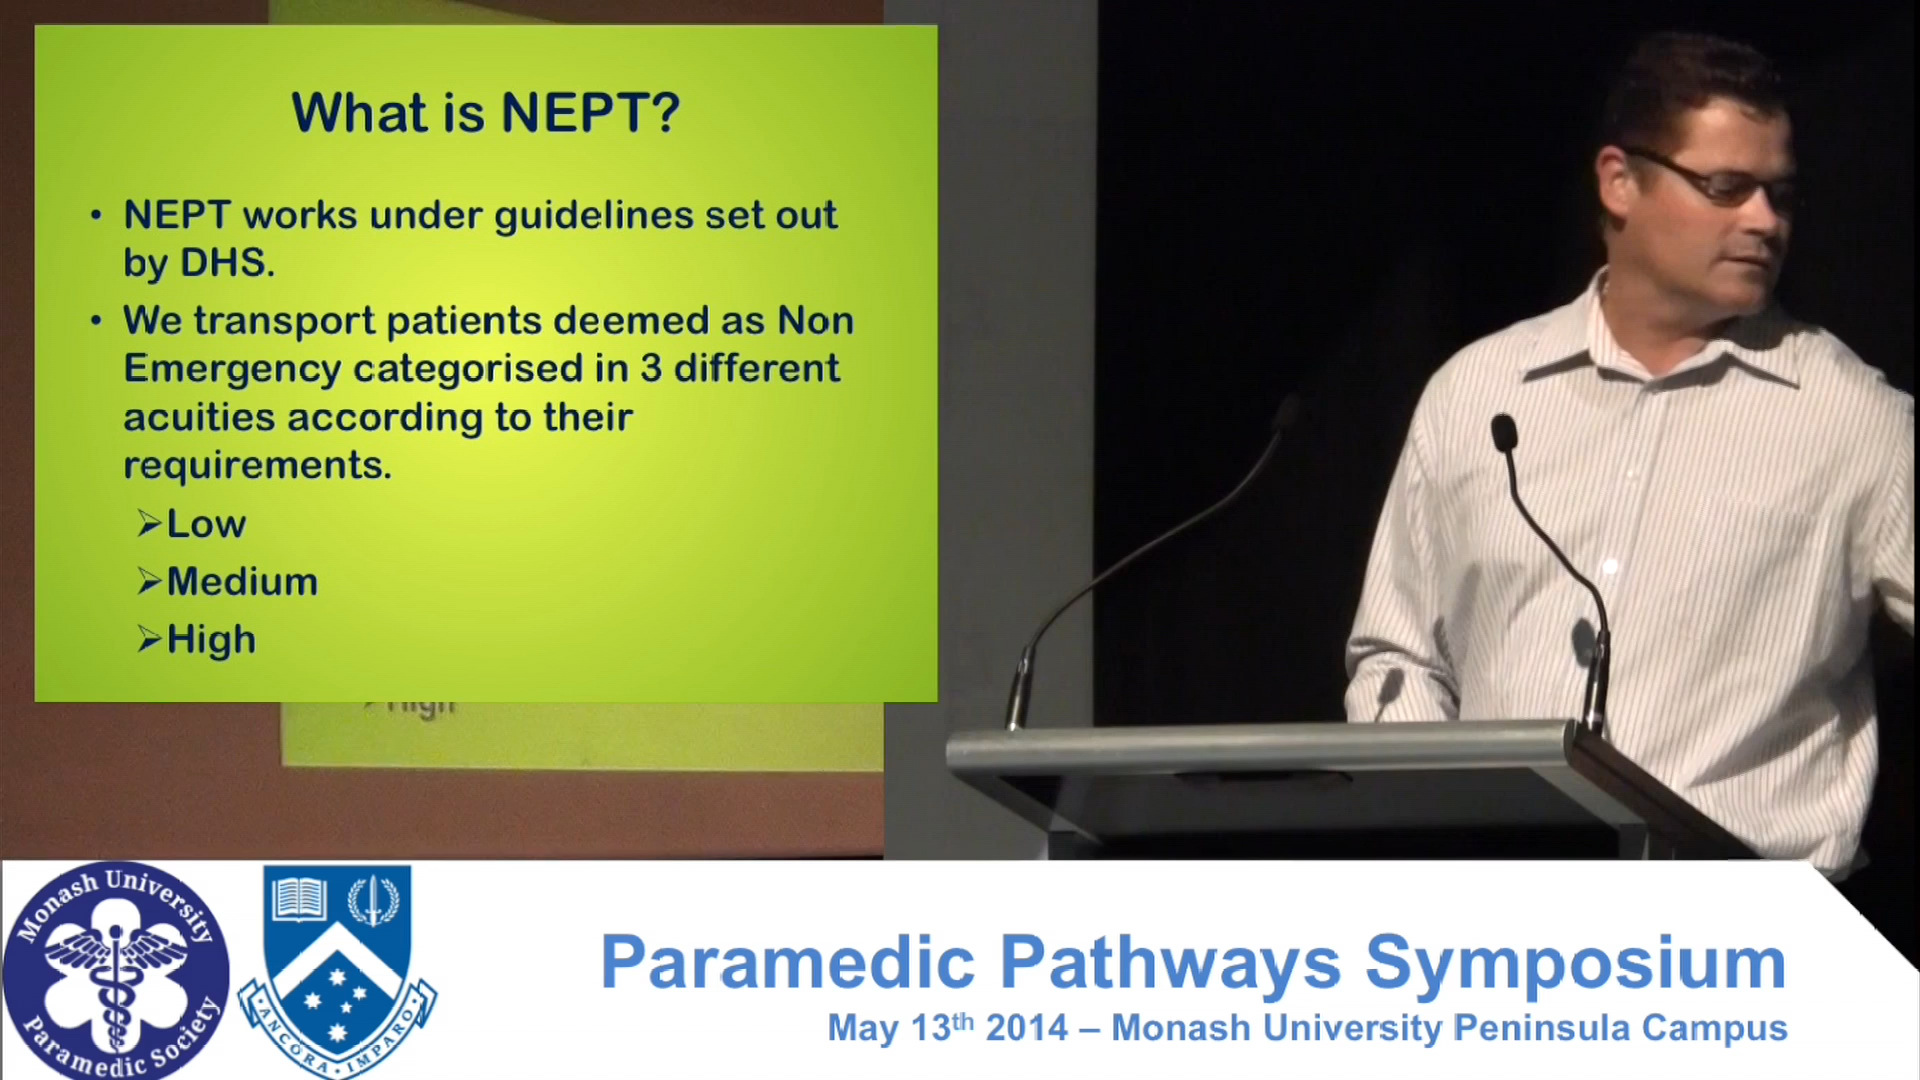 What is NEPT?
• NEPT works under guidelines set out
by DHS.
• We transport patients deemed as Non
Emergency categorised in 3 different
acuities according to their
requirements.
➢Low
➢Medium
➢High
High
Monash University
Paramedic Society
ANCORA IMPARO
Paramedic Pathways Symposium
May 13th 2014 – Monash University Peninsula Campus